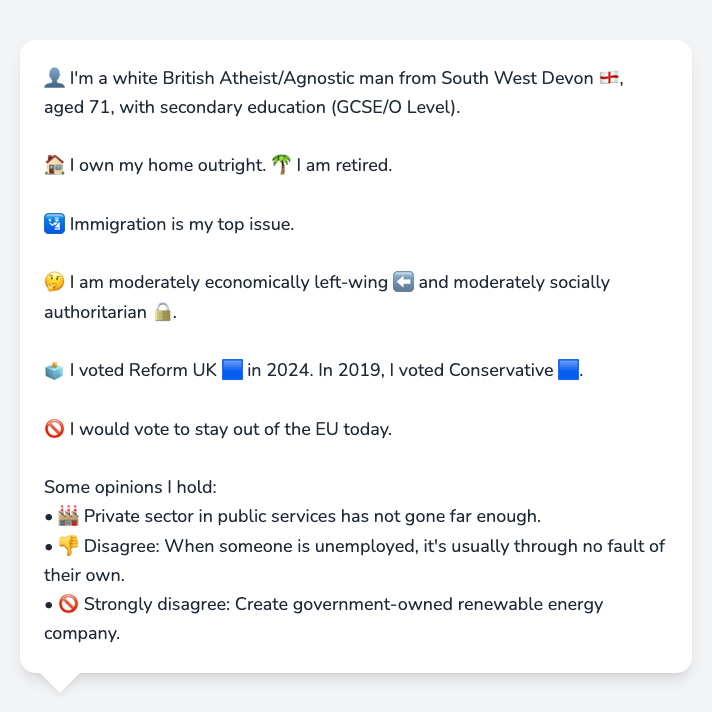 👤 I'm a white British Atheist/Agnostic man from South West Devon 🏴󠁧󠁢󠁥󠁮󠁧󠁿,
aged 71, with secondary education (GCSE/O Level).
🏠 I own my home outright. 🌴 I am retired.
🛂 Immigration is my top issue.
🤔 I am moderately economically left-wing ⬅️ and moderately socially
authoritarian 🔒.
🗳️ I voted Reform UK 🟦 in 2024. In 2019, I voted Conservative 🟦.
🚫 I would vote to stay out of the EU today.
Some opinions I hold:
• 🏭 Private sector in public services has not gone far enough.
• 👎 Disagree: When someone is unemployed, it's usually through no fault of
their own.
• 🚫 Strongly disagree: Create government-owned renewable energy
company.